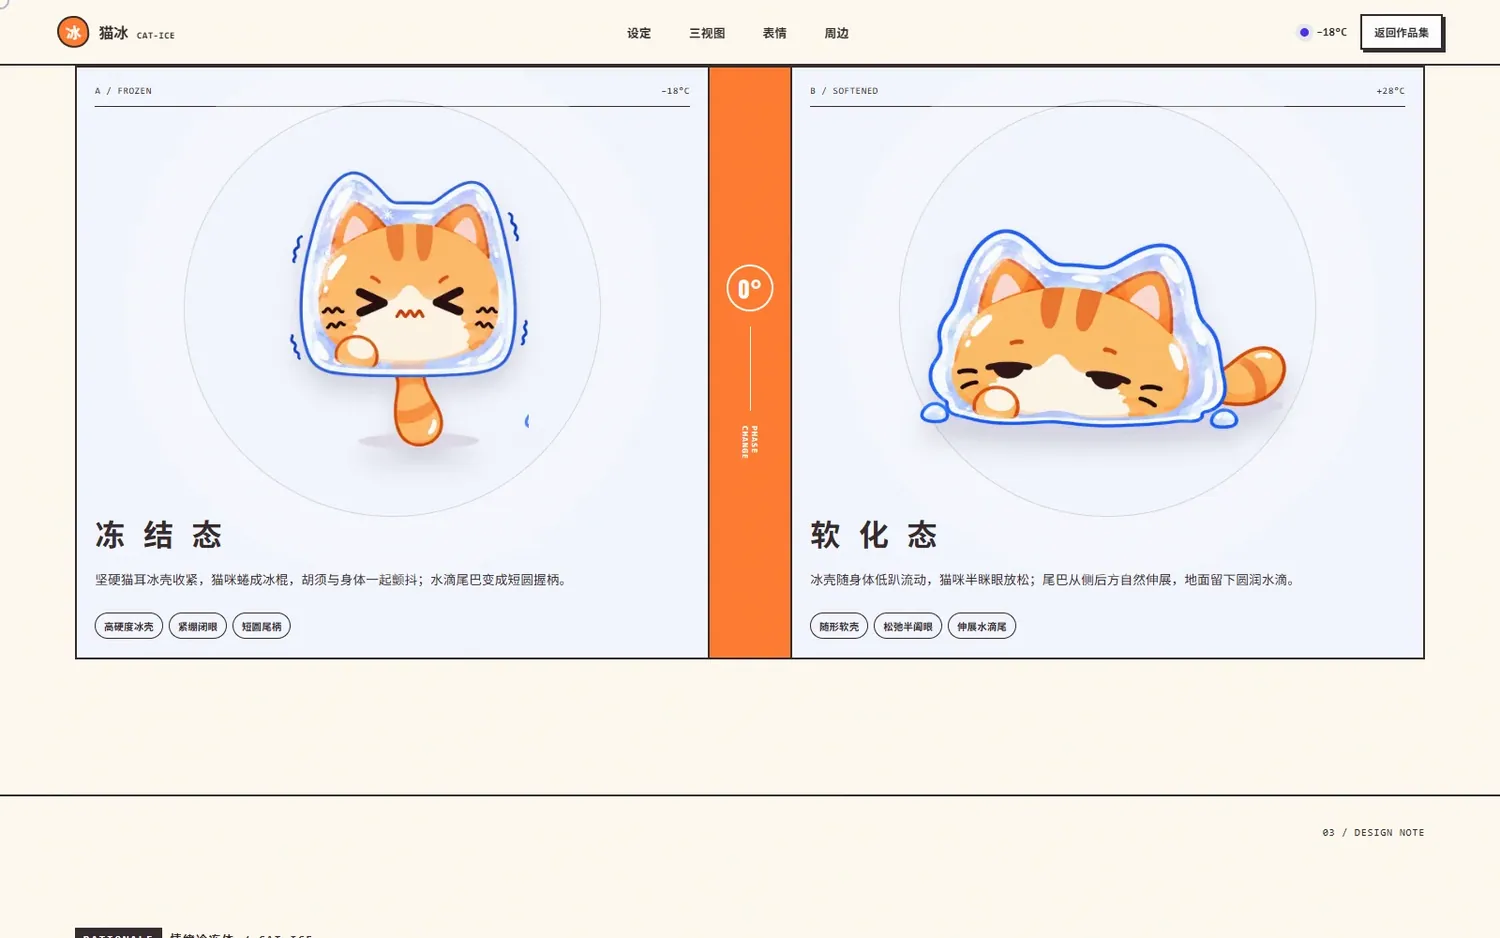 冰 猫冰 CAT-ICE 设定 三视图 表情 周边 -18°C 返回作品集
A / FROZEN -18°C
B / SOFTENED +28°C
0°
PHASE CHANGE
冻结态
坚硬猫耳冰壳收紧，猫咪蜷成冰棍，胡须与身体一起颤抖；水滴尾巴变成短圆握柄。
高硬度冰壳 紧绷闭眼 短圆尾柄
软化态
冰壳随身体低趴流动，猫咪半眯眼放松；尾巴从侧后方自然伸展，地面留下圆润水滴。
随形软壳 松弛半阖眼 伸展水滴尾
03 / DESIGN NOTE